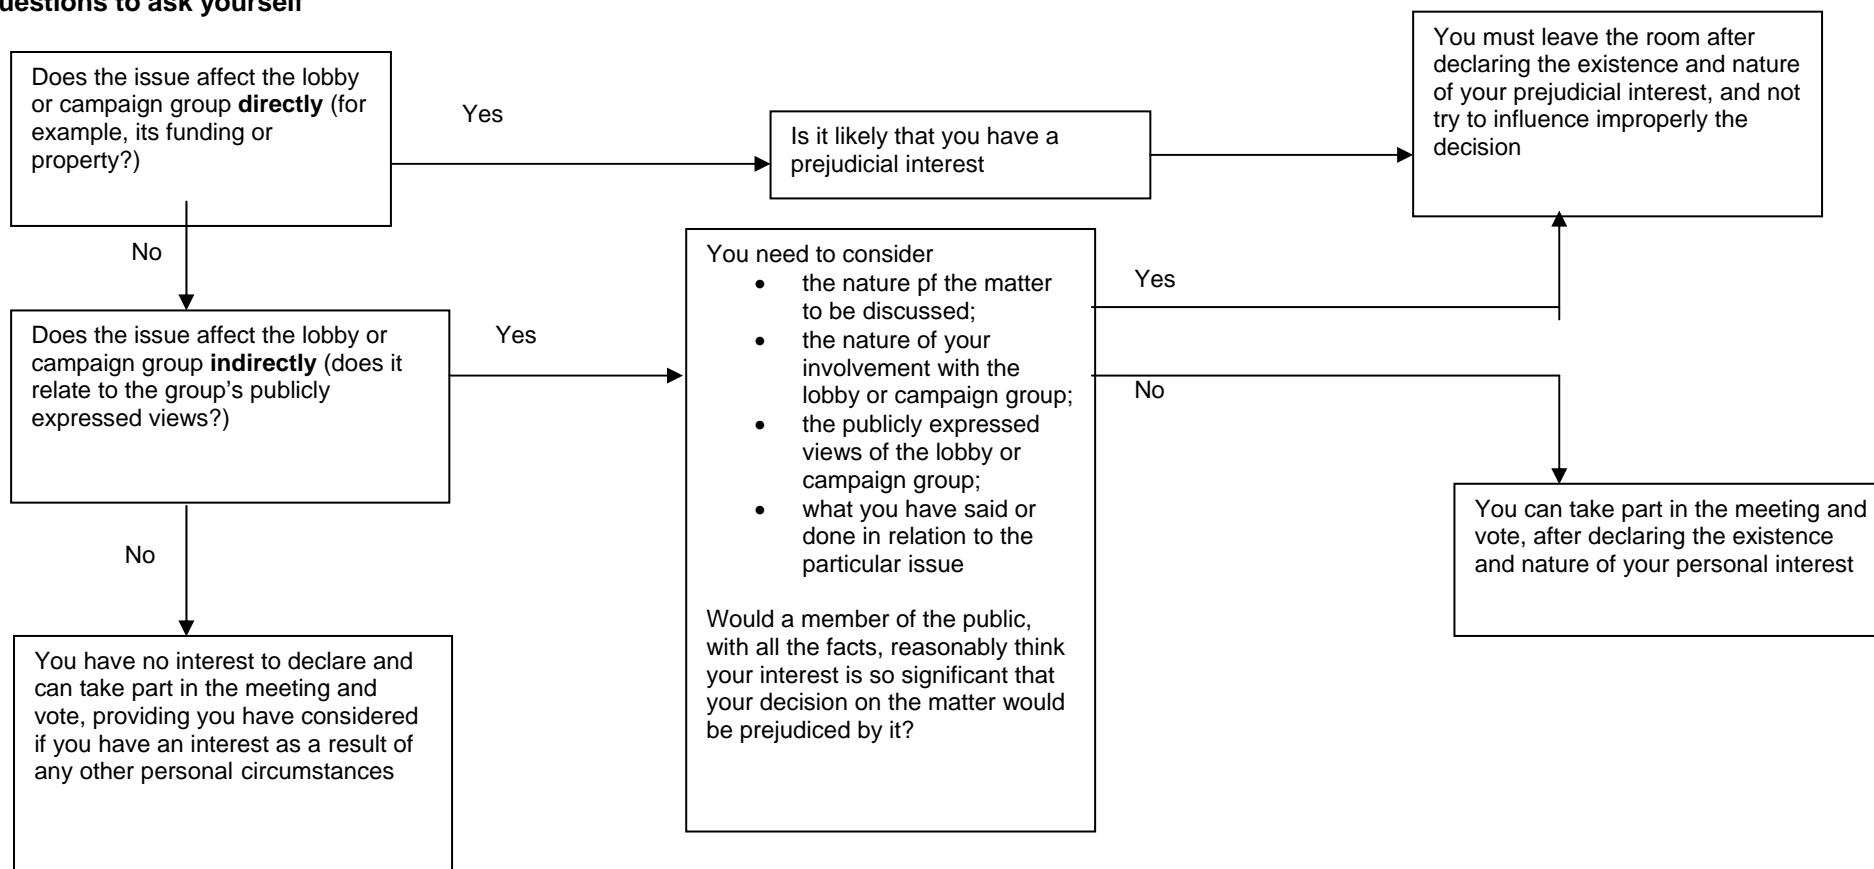 uestions to ask yourself
Does the issue affect the lobby
or campaign group directly (for
example, its funding or
property?)
Yes
Is it likely that you have a
prejudicial interest
You must leave the room after
declaring the existence and nature
of your prejudicial interest, and not
try to influence improperly the
decision
No
Does the issue affect the lobby or
campaign group indirectly (does it
relate to the group’s publicly
expressed views?)
Yes
You need to consider
• the nature pf the matter
to be discussed;
• the nature of your
involvement with the
lobby or campaign group;
• the publicly expressed
views of the lobby or
campaign group;
• what you have said or
done in relation to the
particular issue
Would a member of the public,
with all the facts, reasonably think
your interest is so significant that
your decision on the matter would
be prejudiced by it?
Yes
No
You can take part in the meeting and
vote, after declaring the existence
and nature of your personal interest
No
You have no interest to declare and
can take part in the meeting and
vote, providing you have considered
if you have an interest as a result of
any other personal circumstances